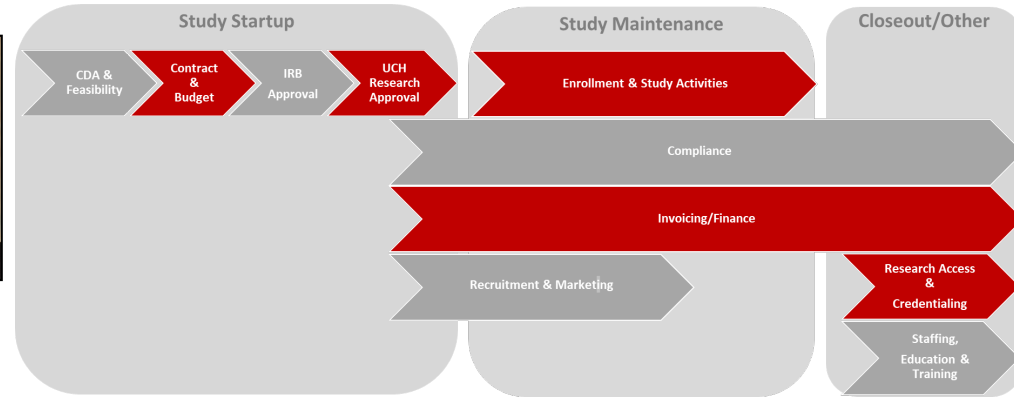 Study Startup
Study Maintenance
Closeout/Other
CDA &
Feasibility
Contract
&
Budget
IRB
Approval
UCH
Research
Approval
Enrollment & Study Activities
Compliance
Invoicing/Finance
Recruitment & Marketing
Research Access
&
Credentialing
Staffing,
Education &
Training